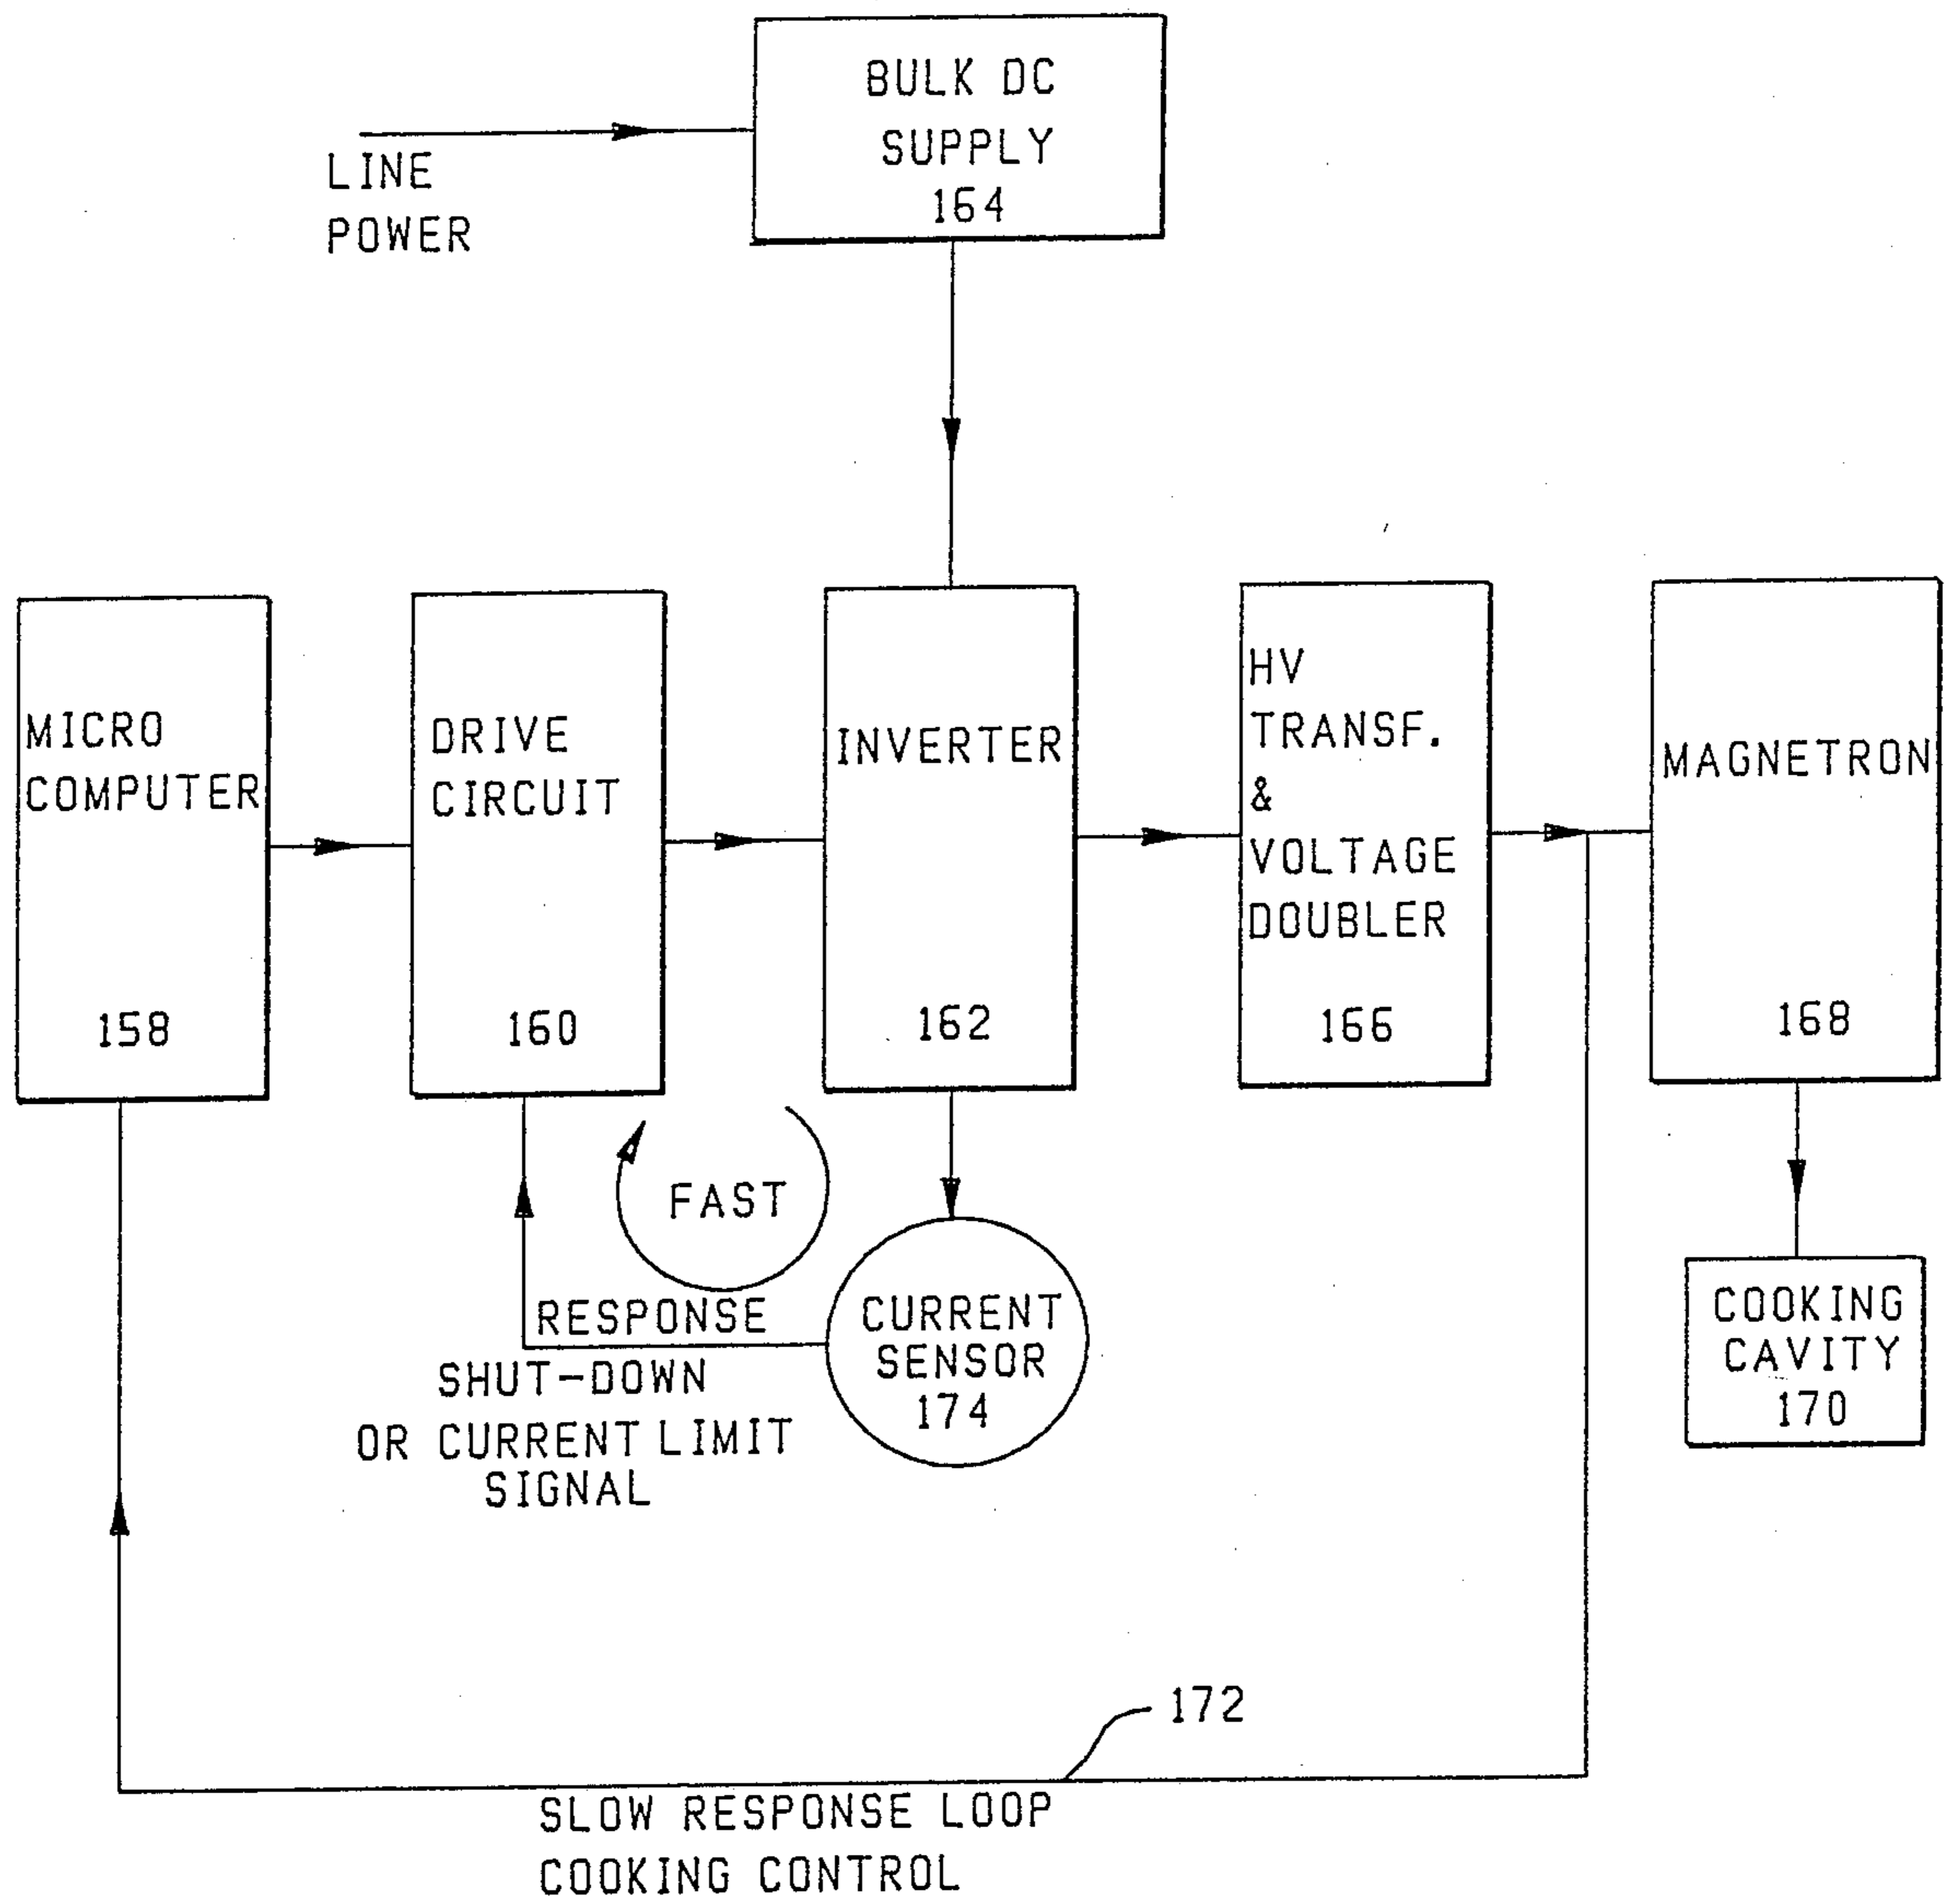 BULK DC
SUPPLY
164
LINE
POWER
MICRO
COMPUTER
158
DRIVE
CIRCUIT
160
INVERTER
162
HV
TRANSF.
&
VOLTAGE
DOUBLER
166
MAGNETRON
168
FAST
RESPONSE
SHUT-DOWN
OR CURRENT LIMIT
SIGNAL
CURRENT
SENSOR
174
COOKING
CAVITY
170
172
SLOW RESPONSE LOOP
COOKING CONTROL